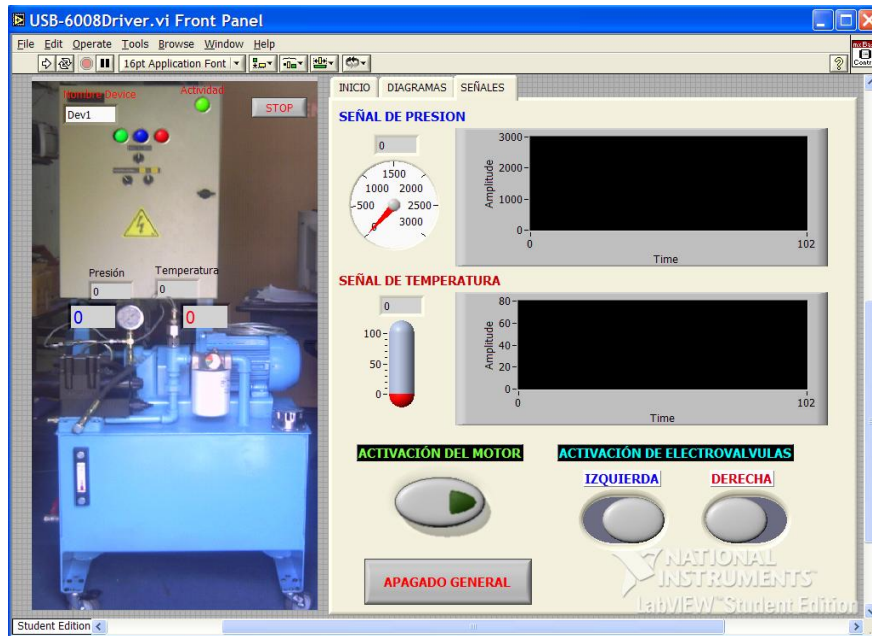 USB-6008Driver.vi Front Panel
File Edit Operate Tools Browse Window Help
16pt Application Font
Nombre Device
Actividad
Dev1
STOP
Presión
Temperatura
0
0
0
0
INICIO
DIAGRAMAS
SEÑALES
SEÑAL DE PRESION
0
1500
1000 2000
500 2500
0 3000
Amplitude
3000
2000
1000
0
0
102
Time
SEÑAL DE TEMPERATURA
0
100
50
0
Amplitude
80
60
40
20
0
0
102
Time
ACTIVACIÓN DEL MOTOR
ACTIVACIÓN DE ELECTROVALVULAS
IZQUIERDA
DERECHA
APAGADO GENERAL
NATIONAL
INSTRUMENTS
LabVIEW™ Student Edition
Student Edition